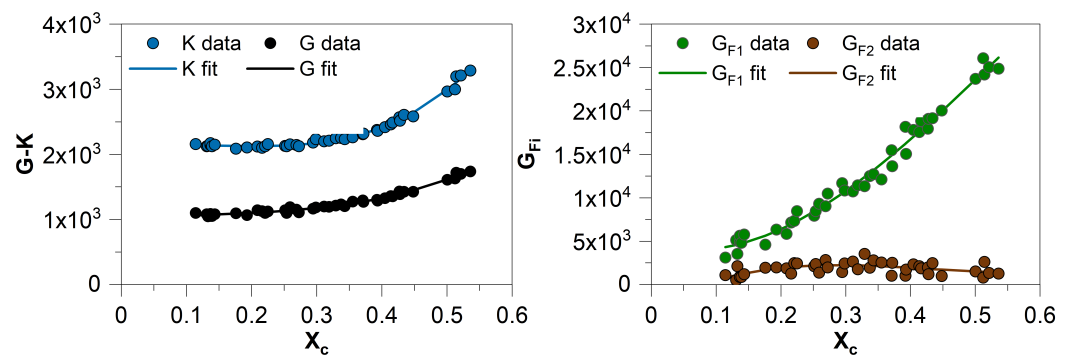 4x10³
3x10³
2x10³
1x10³
0
G-K
K data
G data
K fit
G fit
0 0.1 0.2 0.3 0.4 0.5 0.6
Xc
3x10⁴
2.5x10⁴
2x10⁴
1.5x10⁴
1x10⁴
5x10³
0
GFi
GF1 data
GF2 data
GF1 fit
GF2 fit
0 0.1 0.2 0.3 0.4 0.5 0.6
Xc